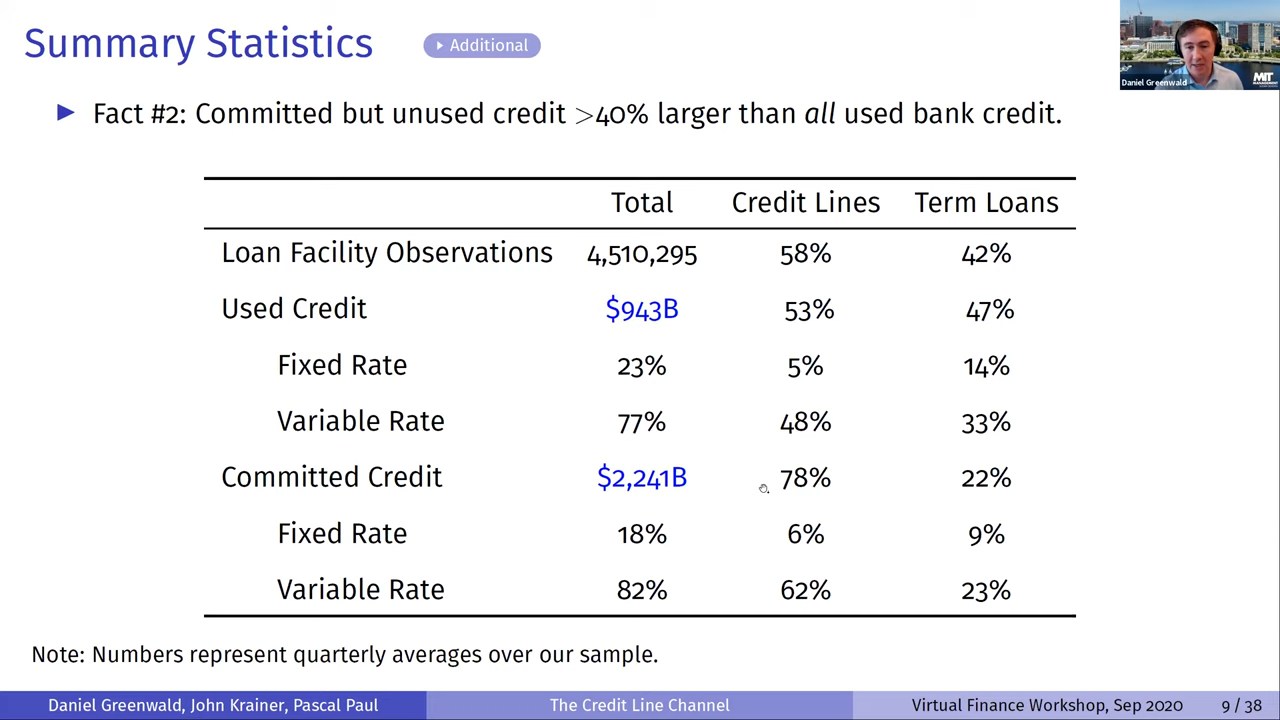 Summary Statistics
Additional
Daniel Greenwald
MIT
MANAGEMENT
Fact #2: Committed but unused credit >40% larger than all used bank credit.
Total Credit Lines Term Loans
Loan Facility Observations 4,510,295 58% 42%
Used Credit $943B 53% 47%
Fixed Rate 23% 5% 14%
Variable Rate 77% 48% 33%
Committed Credit $2,241B 78% 22%
Fixed Rate 18% 6% 9%
Variable Rate 82% 62% 23%
Note: Numbers represent quarterly averages over our sample.
Daniel Greenwald, John Krainer, Pascal Paul The Credit Line Channel Virtual Finance Workshop, Sep 2020 9 / 38